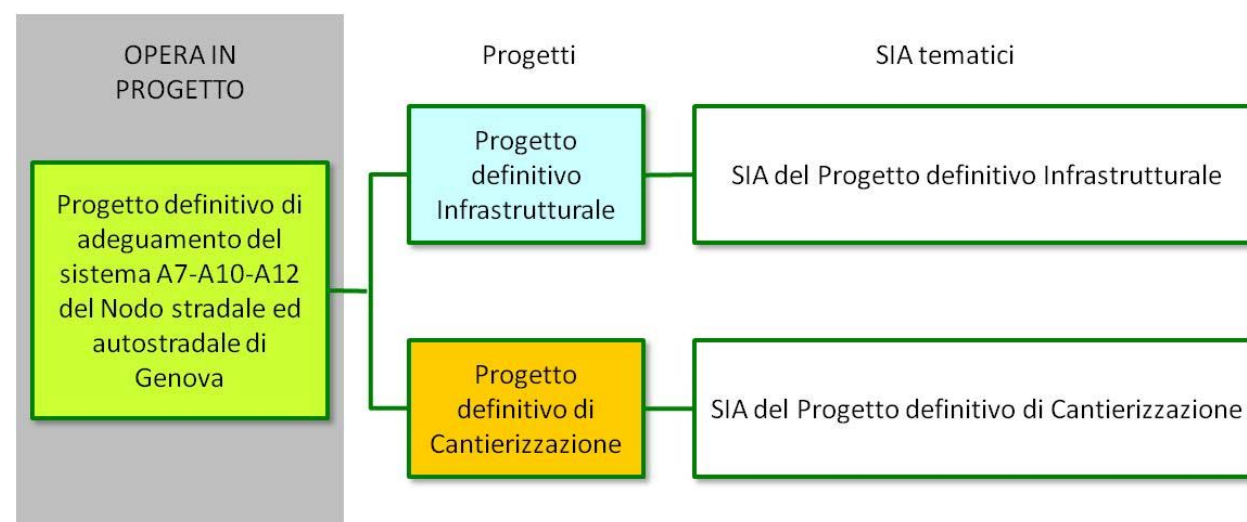 OPERA IN
PROGETTO
Progetti
SIA tematici
Progetto definitivo di
adeguamento del
sistema A7-A10-A12
del Nodo stradale ed
autostradale di
Genova
Progetto
definitivo
Infrastrutturale
SIA del Progetto definitivo Infrastrutturale
Progetto
definitivo di
Cantierizzazione
SIA del Progetto definitivo di Cantierizzazione